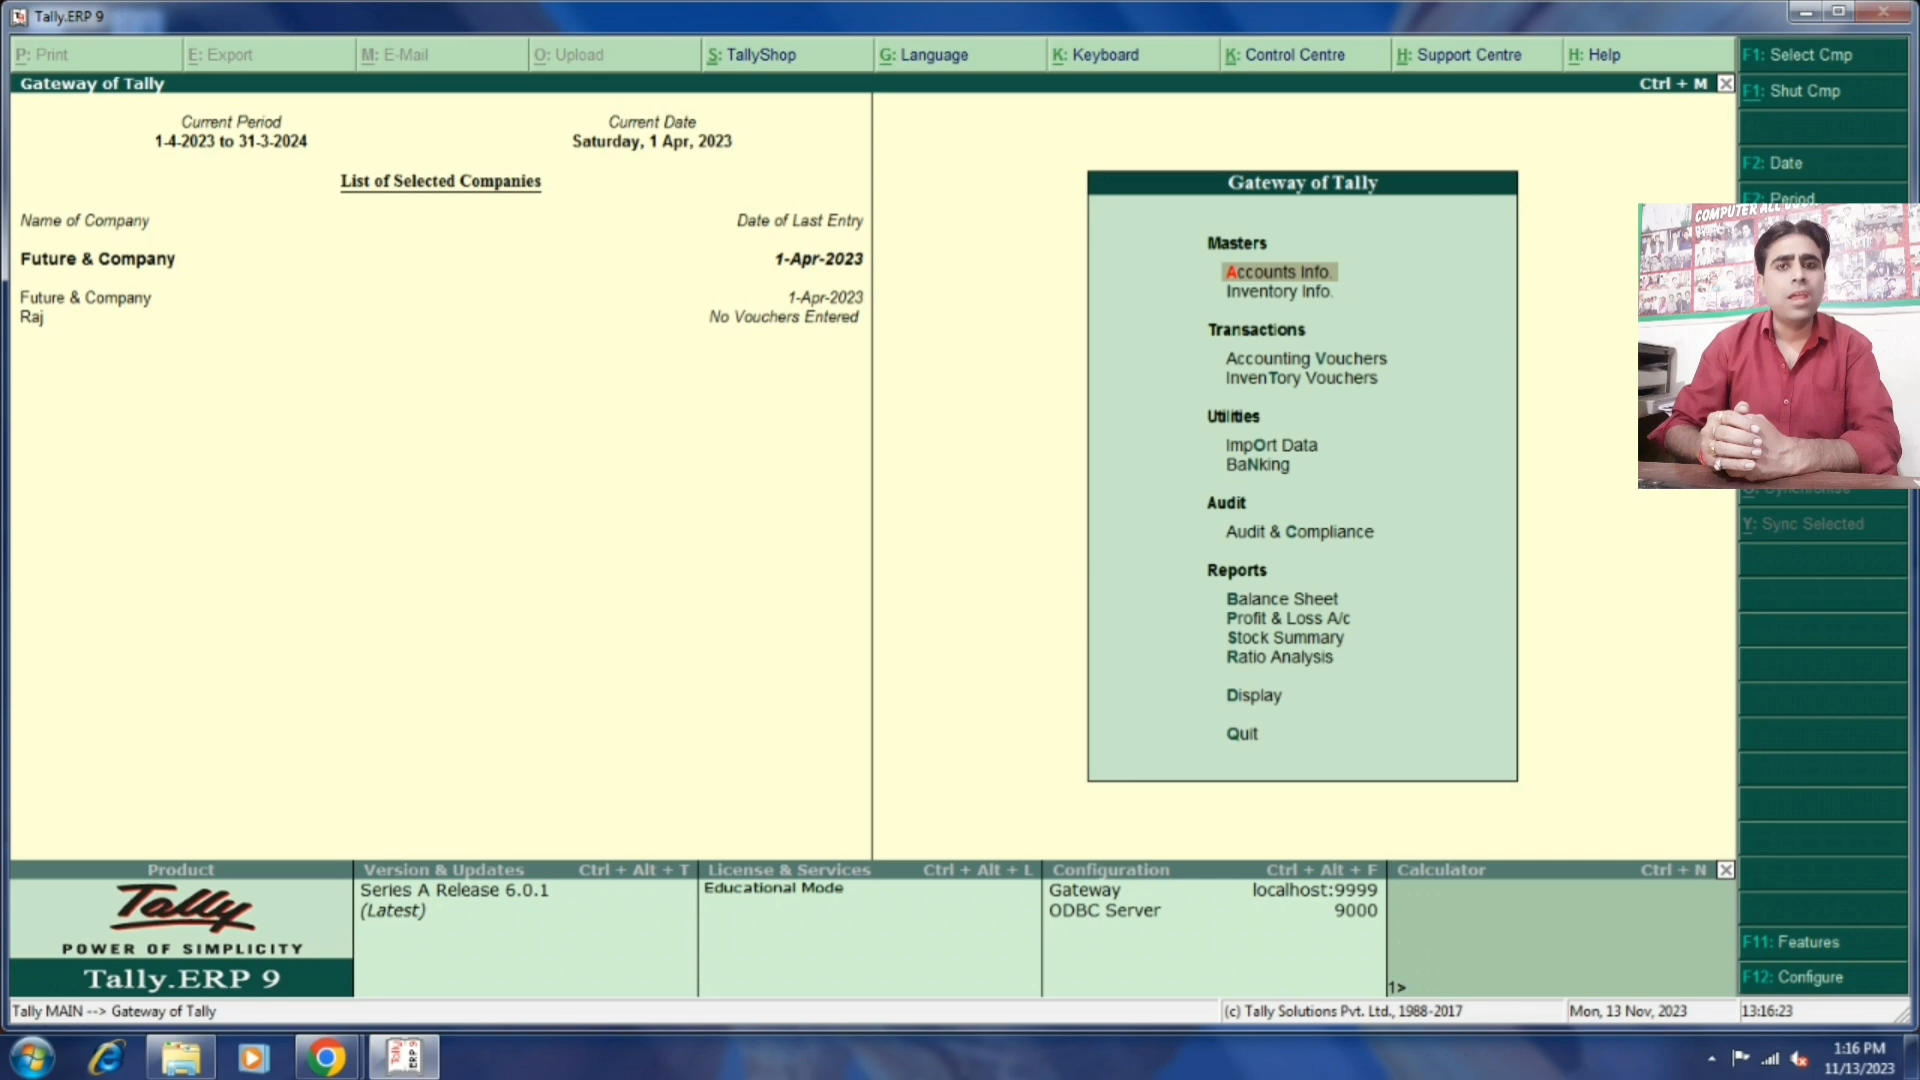 Tally.ERP 9
P: Print
E: Export
M: E-Mail
O: Upload
S: TallyShop
G: Language
K: Keyboard
K: Control Centre
H: Support Centre
H: Help
F1: Select Cmp
Gateway of Tally
Ctrl + M
F1: Shut Cmp
Current Period
1-4-2023 to 31-3-2024
Current Date
Saturday, 1 Apr, 2023
List of Selected Companies
Name of Company
Date of Last Entry
Future & Company
1-Apr-2023
Future & Company
1-Apr-2023
Raj
No Vouchers Entered
Gateway of Tally
Masters
Accounts Info.
Inventory Info.
Transactions
Accounting Vouchers
InvenTory Vouchers
Utilities
ImpOrt Data
BaNking
Audit
Audit & Compliance
Reports
Balance Sheet
Profit & Loss A/c
Stock Summary
Ratio Analysis
Display
Quit
F2: Date
F2: Period
COMPUTER ALL
Y: Sync Selected
F11: Features
F12: Configure
Product
Tally
POWER OF SIMPLICITY
Tally.ERP 9
Version & Updates
Ctrl + Alt + T
Series A Release 6.0.1
(Latest)
License & Services
Ctrl + Alt + L
Educational Mode
Configuration
Ctrl + Alt + F
Gateway
localhost:9999
ODBC Server
9000
Calculator
Ctrl + N
1>
Tally MAIN --> Gateway of Tally
(c) Tally Solutions Pvt. Ltd., 1988-2017
Mon, 13 Nov, 2023
13:16:23
Tally ERP 9
1:16 PM
11/13/2023